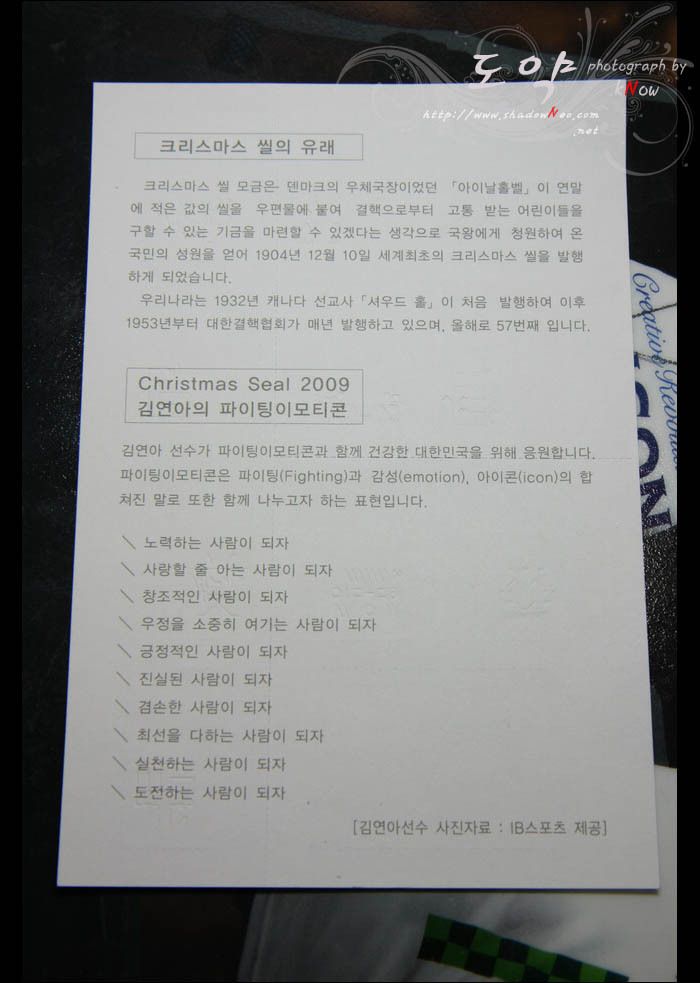 도약 photograph by
kNow
http://www.shadowNeo.com
.net
크리스마스 씰의 유래
크리스마스 씰 모금은 덴마크의 우체국장이었던 「아이날홀벨」이 연말
에 적은 값의 씰을 우편물에 붙여 결핵으로부터 고통 받는 어린이들을
구할 수 있는 기금을 마련할 수 있겠다는 생각으로 국왕에게 청원하여 온
국민의 성원을 얻어 1904년 12월 10일 세계최초의 크리스마스 씰을 발행
하게 되었습니다.
우리나라는 1932년 캐나다 선교사「셔우드 홀」이 처음 발행하여 이후
1953년부터 대한결핵협회가 매년 발행하고 있으며, 올해로 57번째 입니다.
Christmas Seal 2009
김연아의 파이팅이모티콘
김연아 선수가 파이팅이모티콘과 함께 건강한 대한민국을 위해 응원합니다.
파이팅이모티콘은 파이팅(Fighting)과 감성(emotion), 아이콘(icon)의 합
쳐진 말로 또한 함께 나누고자 하는 표현입니다.
\ 노력하는 사람이 되자
\ 사랑할 줄 아는 사람이 되자
\ 창조적인 사람이 되자
\ 우정을 소중히 여기는 사람이 되자
\ 긍정적인 사람이 되자
\ 진실된 사람이 되자
\ 겸손한 사람이 되자
\ 최선을 다하는 사람이 되자
\ 실천하는 사람이 되자
\ 도전하는 사람이 되자
[김연아선수 사진자료 : IB스포츠 제공]
Creative